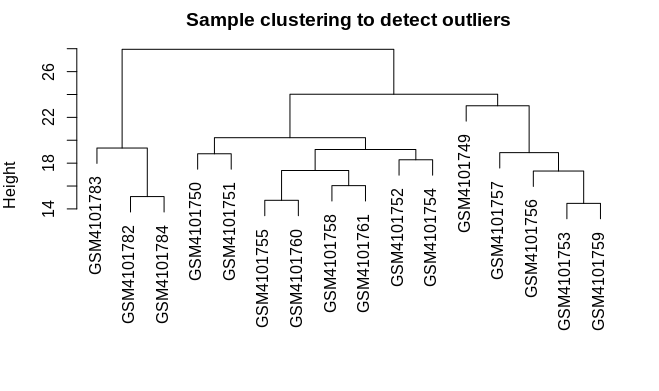 Sample clustering to detect outliers
Height
26
22
18
14
GSM4101783
GSM4101782
GSM4101784
GSM4101750
GSM4101751
GSM4101755
GSM4101760
GSM4101758
GSM4101761
GSM4101752
GSM4101754
GSM4101749
GSM4101757
GSM4101756
GSM4101753
GSM4101759